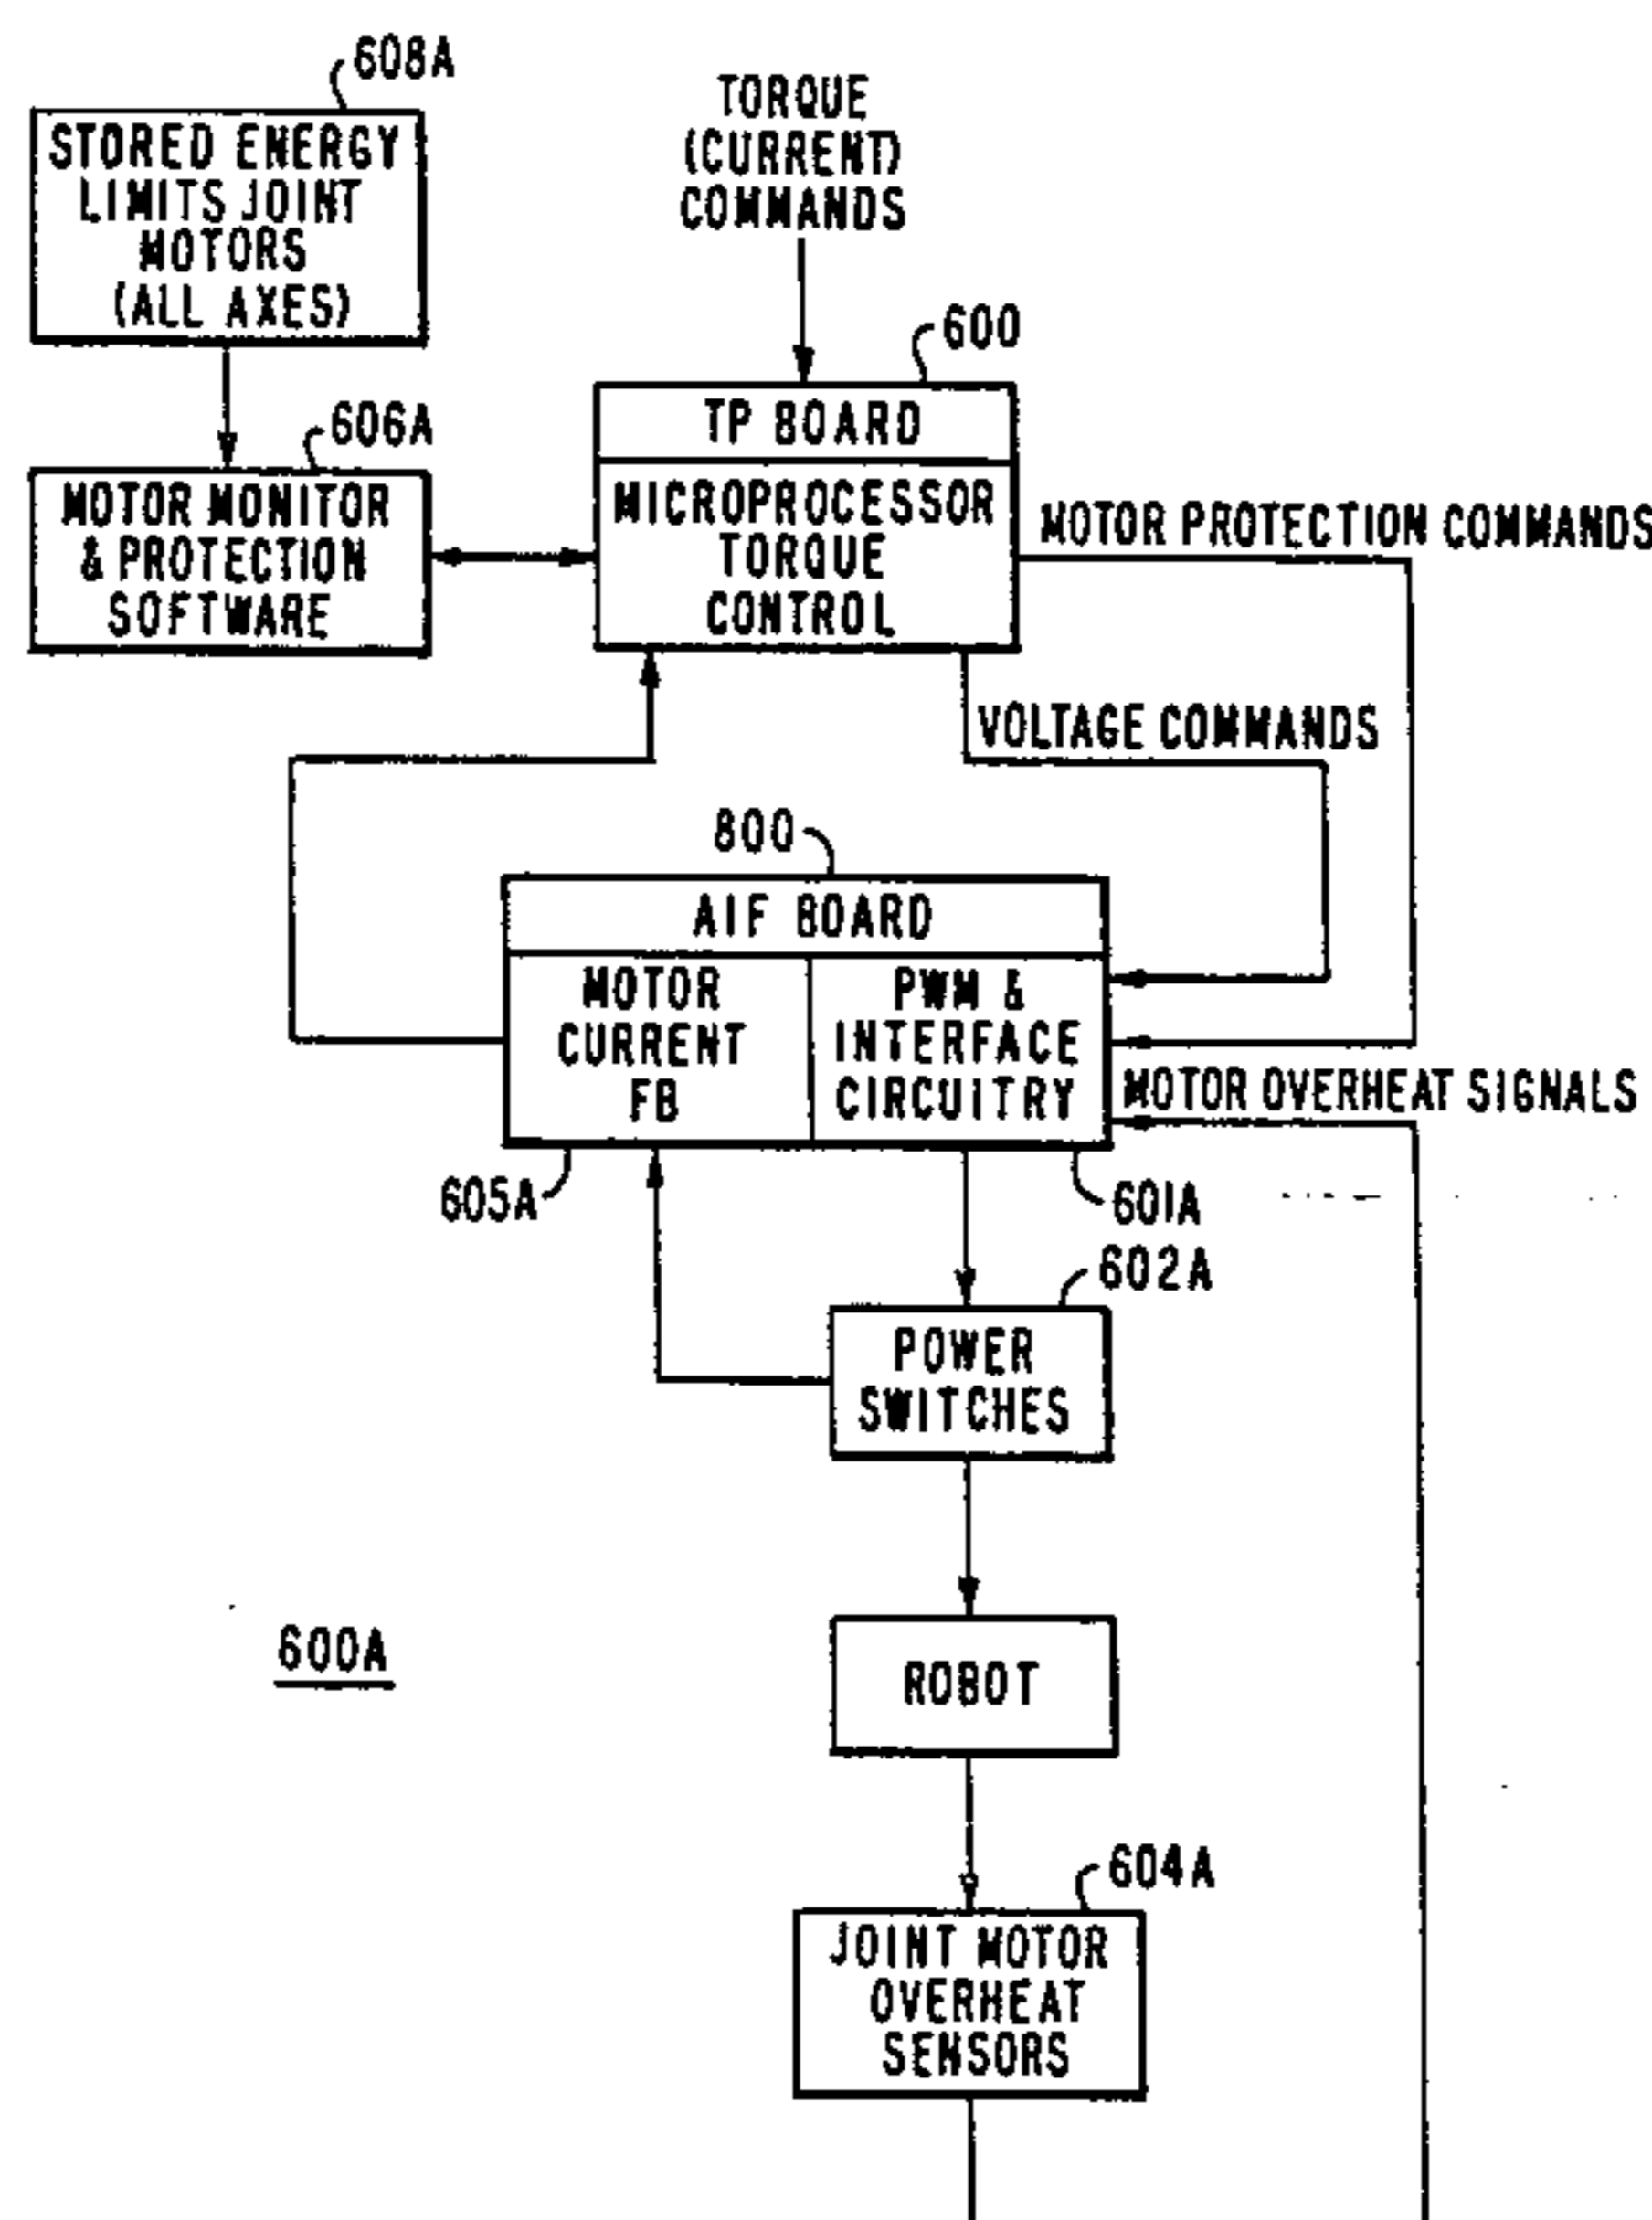 608A
STORED ENERGY
LIMITS JOINT
MOTORS
(ALL AXES)
TORQUE
(CURRENT)
COMMANDS
600
TP BOARD
MICROPROCESSOR
TORQUE
CONTROL
606A
MOTOR MONITOR
& PROTECTION
SOFTWARE
MOTOR PROTECTION COMMANDS
VOLTAGE COMMANDS
800
AIF BOARD
MOTOR
CURRENT
FB
PWM &
INTERFACE
CIRCUITRY
MOTOR OVERHEAT SIGNALS
605A
601A
602A
POWER
SWITCHES
600A
ROBOT
604A
JOINT MOTOR
OVERHEAT
SENSORS